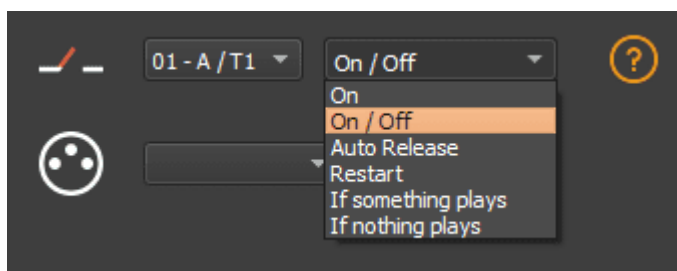 01 - A / T1 On / Off ?
On
On / Off
Auto Release
Restart
If something plays
If nothing plays